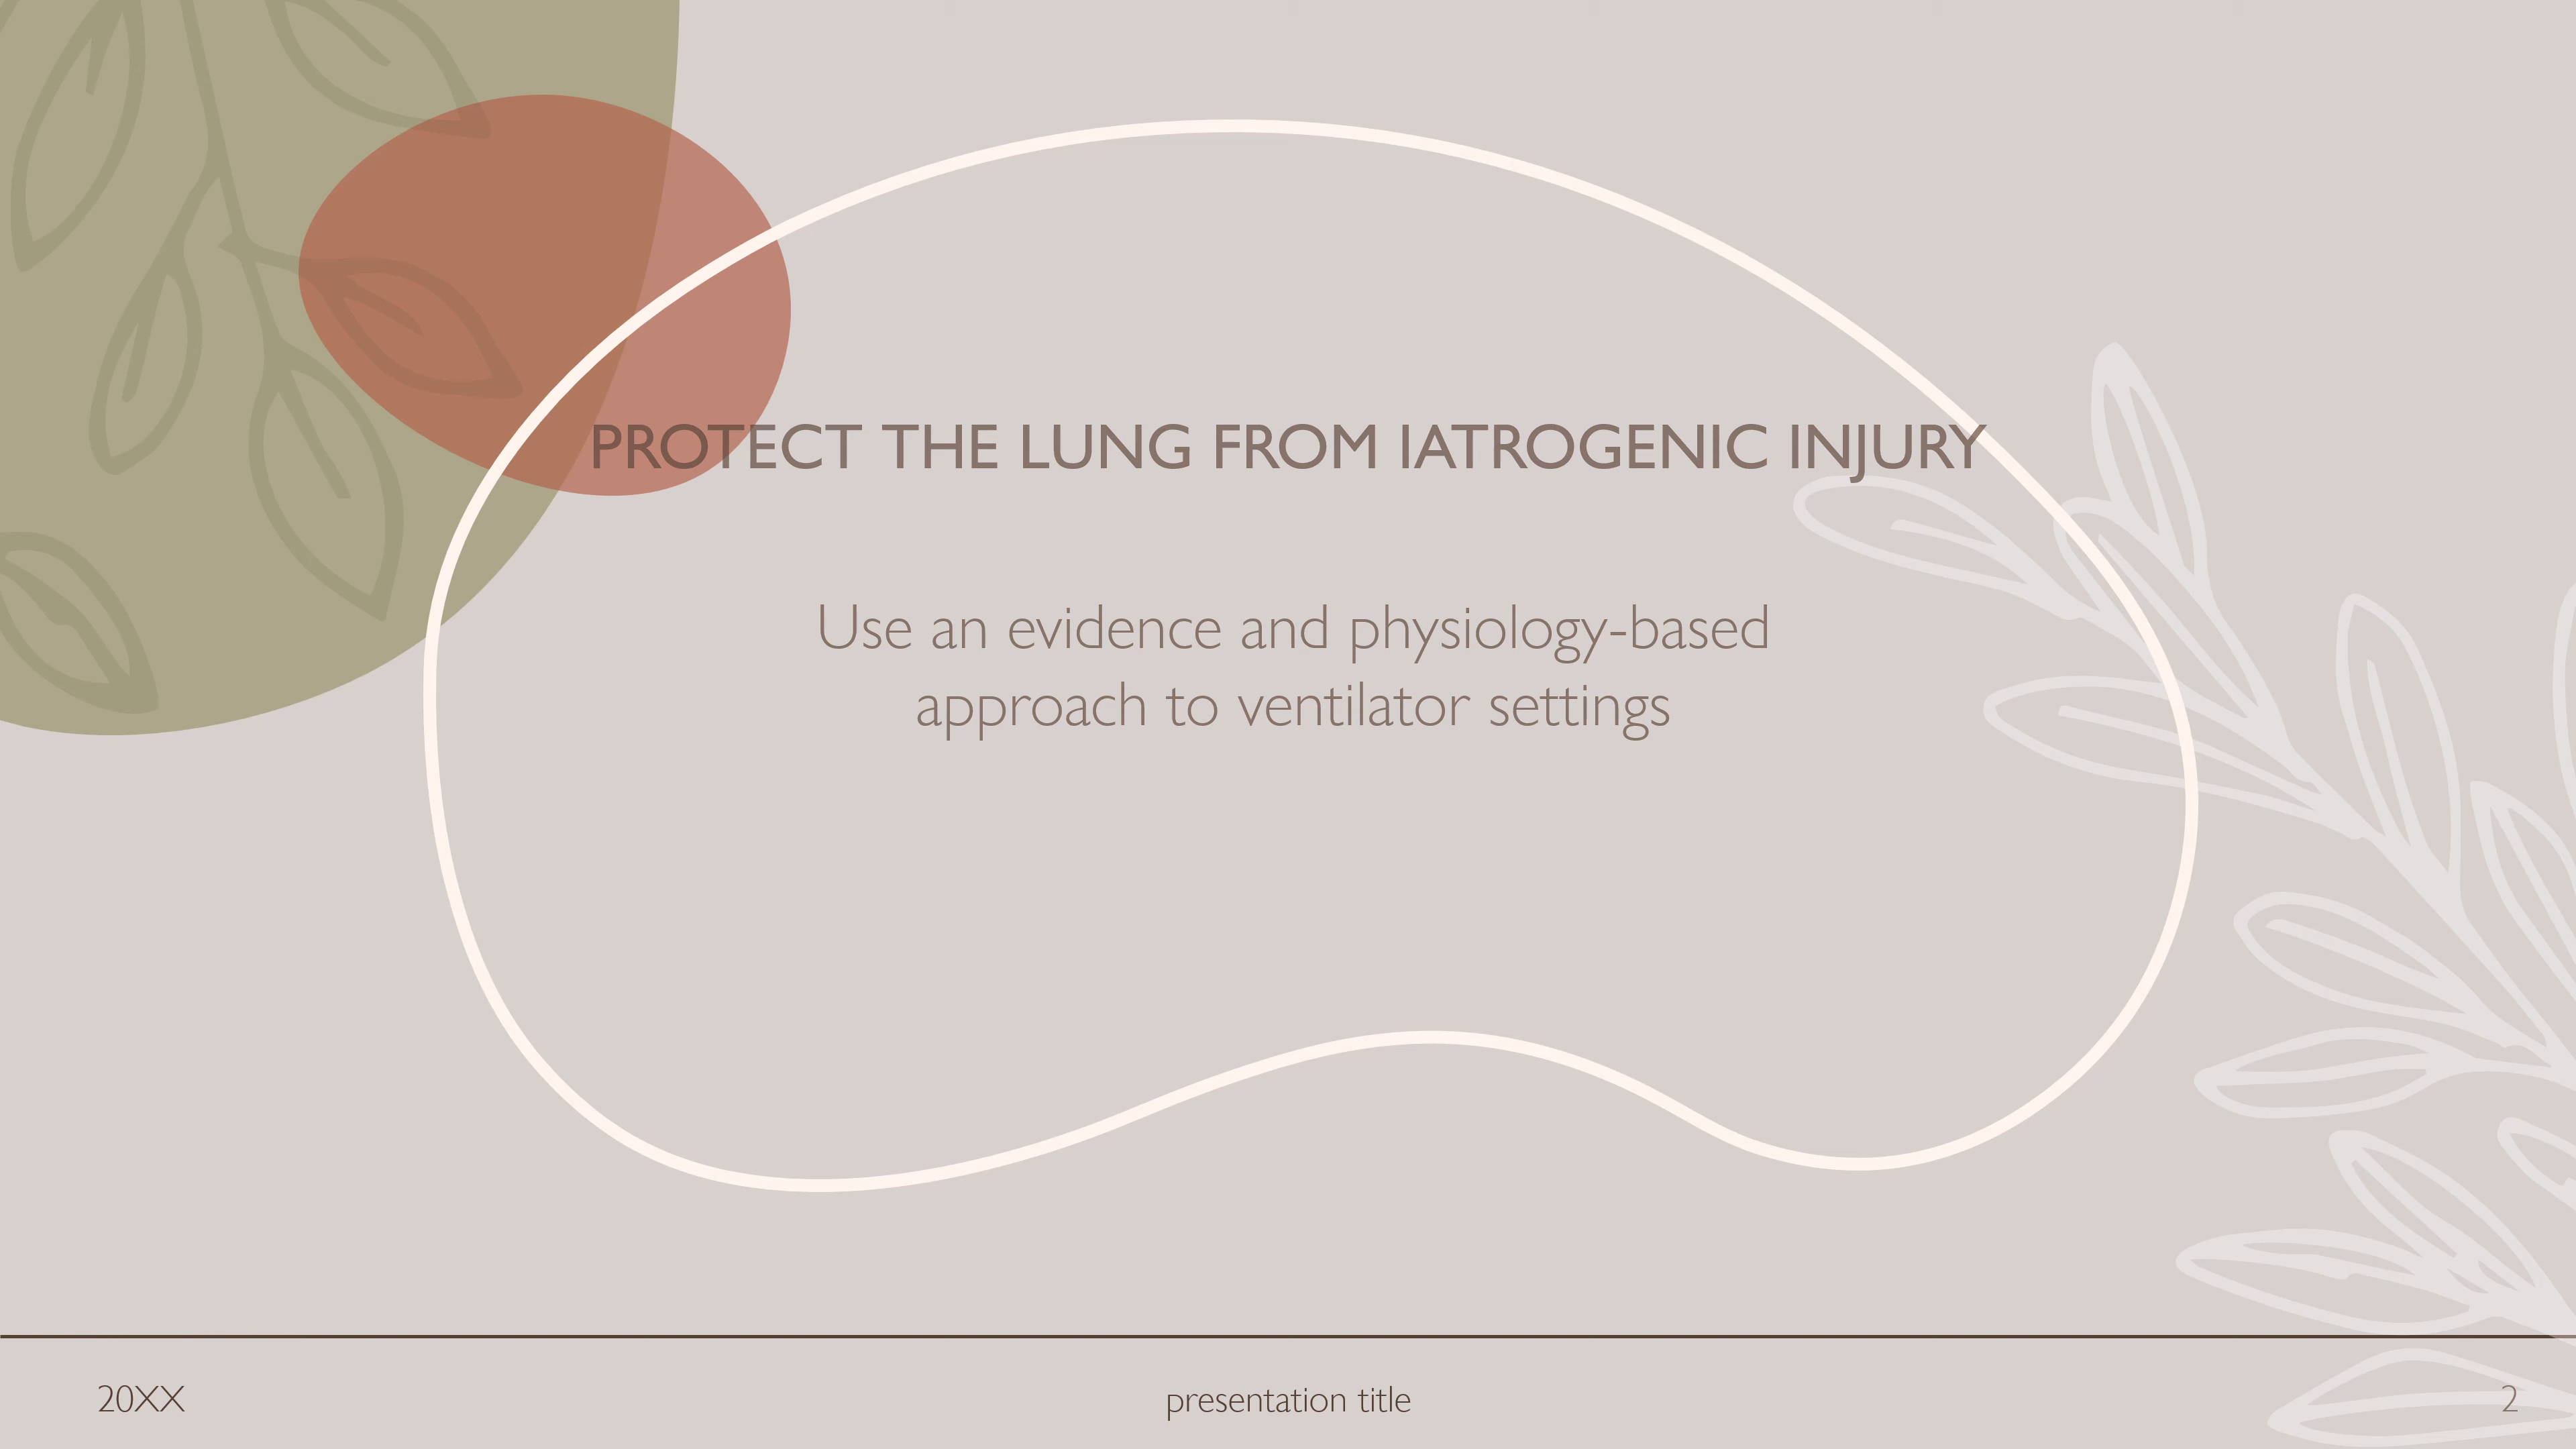 PROTECT THE LUNG FROM IATROGENIC INJURY
Use an evidence and physiology-based
approach to ventilator settings
20XX
presentation title
2